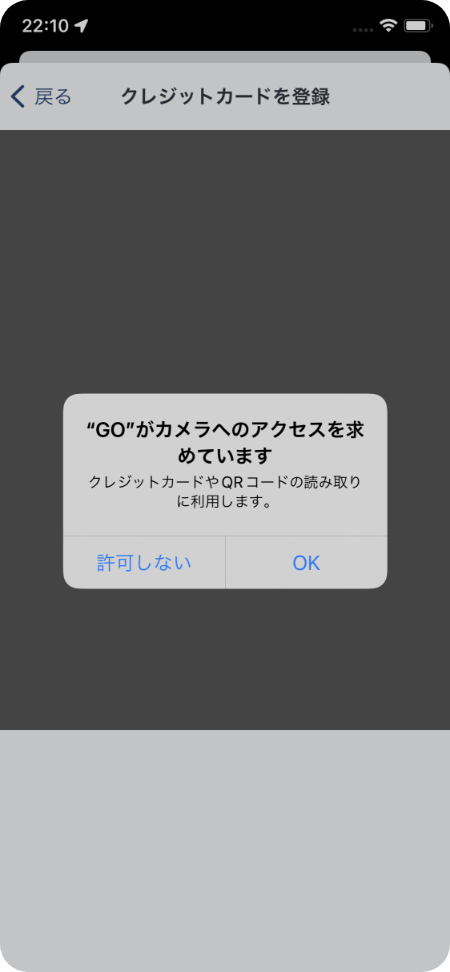 22:10
戻る
クレジットカードを登録
“GO”がカメラへのアクセスを求
めています
クレジットカードやQRコードの読み取り
に利用します。
許可しない
OK